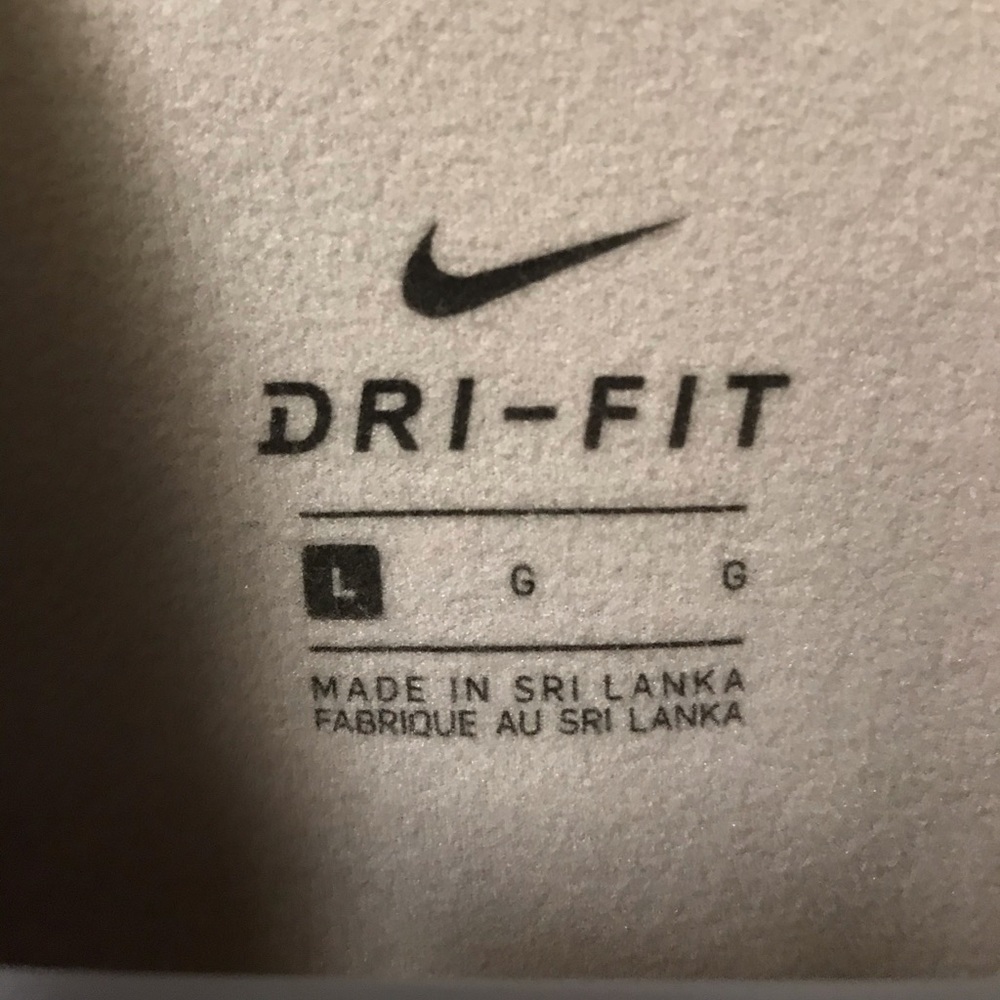 DRI-FIT
L G G
MADE IN SRI LANKA
FABRIQUE AU SRI LANKA